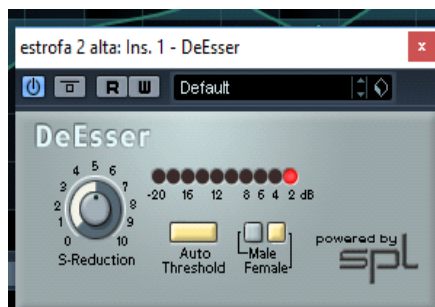 estrofa 2 alta: Ins. 1 - DeEsser
x
R W Default
DeEsser
0 1 2 3 4 5 6 7 8 9 10
S-Reduction
-20 16 12 8 6 4 2 dB
Auto
Threshold
Male
Female
powered by
spl